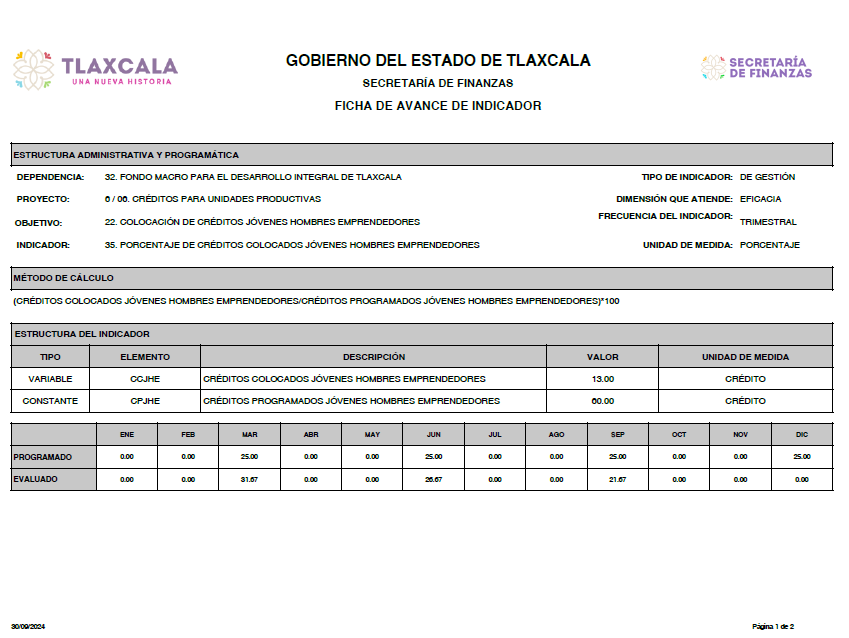 TLAXCALA
UNA NUEVA HISTORIA
GOBIERNO DEL ESTADO DE TLAXCALA
SECRETARÍA DE FINANZAS
FICHA DE AVANCE DE INDICADOR
SECRETARÍA
DE FINANZAS
ESTRUCTURA ADMINISTRATIVA Y PROGRAMÁTICA
DEPENDENCIA: 32. FONDO MACRO PARA EL DESARROLLO INTEGRAL DE TLAXCALA TIPO DE INDICADOR: DE GESTIÓN
PROYECTO: 6 / 06. CRÉDITOS PARA UNIDADES PRODUCTIVAS DIMENSIÓN QUE ATIENDE: EFICACIA
OBJETIVO: 22. COLOCACIÓN DE CRÉDITOS JÓVENES HOMBRES EMPRENDEDORES FRECUENCIA DEL INDICADOR: TRIMESTRAL
INDICADOR: 35. PORCENTAJE DE CRÉDITOS COLOCADOS JÓVENES HOMBRES EMPRENDEDORES UNIDAD DE MEDIDA: PORCENTAJE
MÉTODO DE CÁLCULO
(CRÉDITOS COLOCADOS JÓVENES HOMBRES EMPRENDEDORES/CRÉDITOS PROGRAMADOS JÓVENES HOMBRES EMPRENDEDORES)*100
ESTRUCTURA DEL INDICADOR
TIPO ELEMENTO DESCRIPCIÓN VALOR UNIDAD DE MEDIDA
VARIABLE CCJHE CRÉDITOS COLOCADOS JÓVENES HOMBRES EMPRENDEDORES 13.00 CRÉDITO
CONSTANTE CPJHE CRÉDITOS PROGRAMADOS JÓVENES HOMBRES EMPRENDEDORES 60.00 CRÉDITO
ENE FEB MAR ABR MAY JUN JUL AGO SEP OCT NOV DIC
PROGRAMADO 0.00 0.00 25.00 0.00 0.00 25.00 0.00 0.00 25.00 0.00 0.00 25.00
EVALUADO 0.00 0.00 31.67 0.00 0.00 26.67 0.00 0.00 21.67 0.00 0.00 0.00
30/09/2024 Página 1 de 2